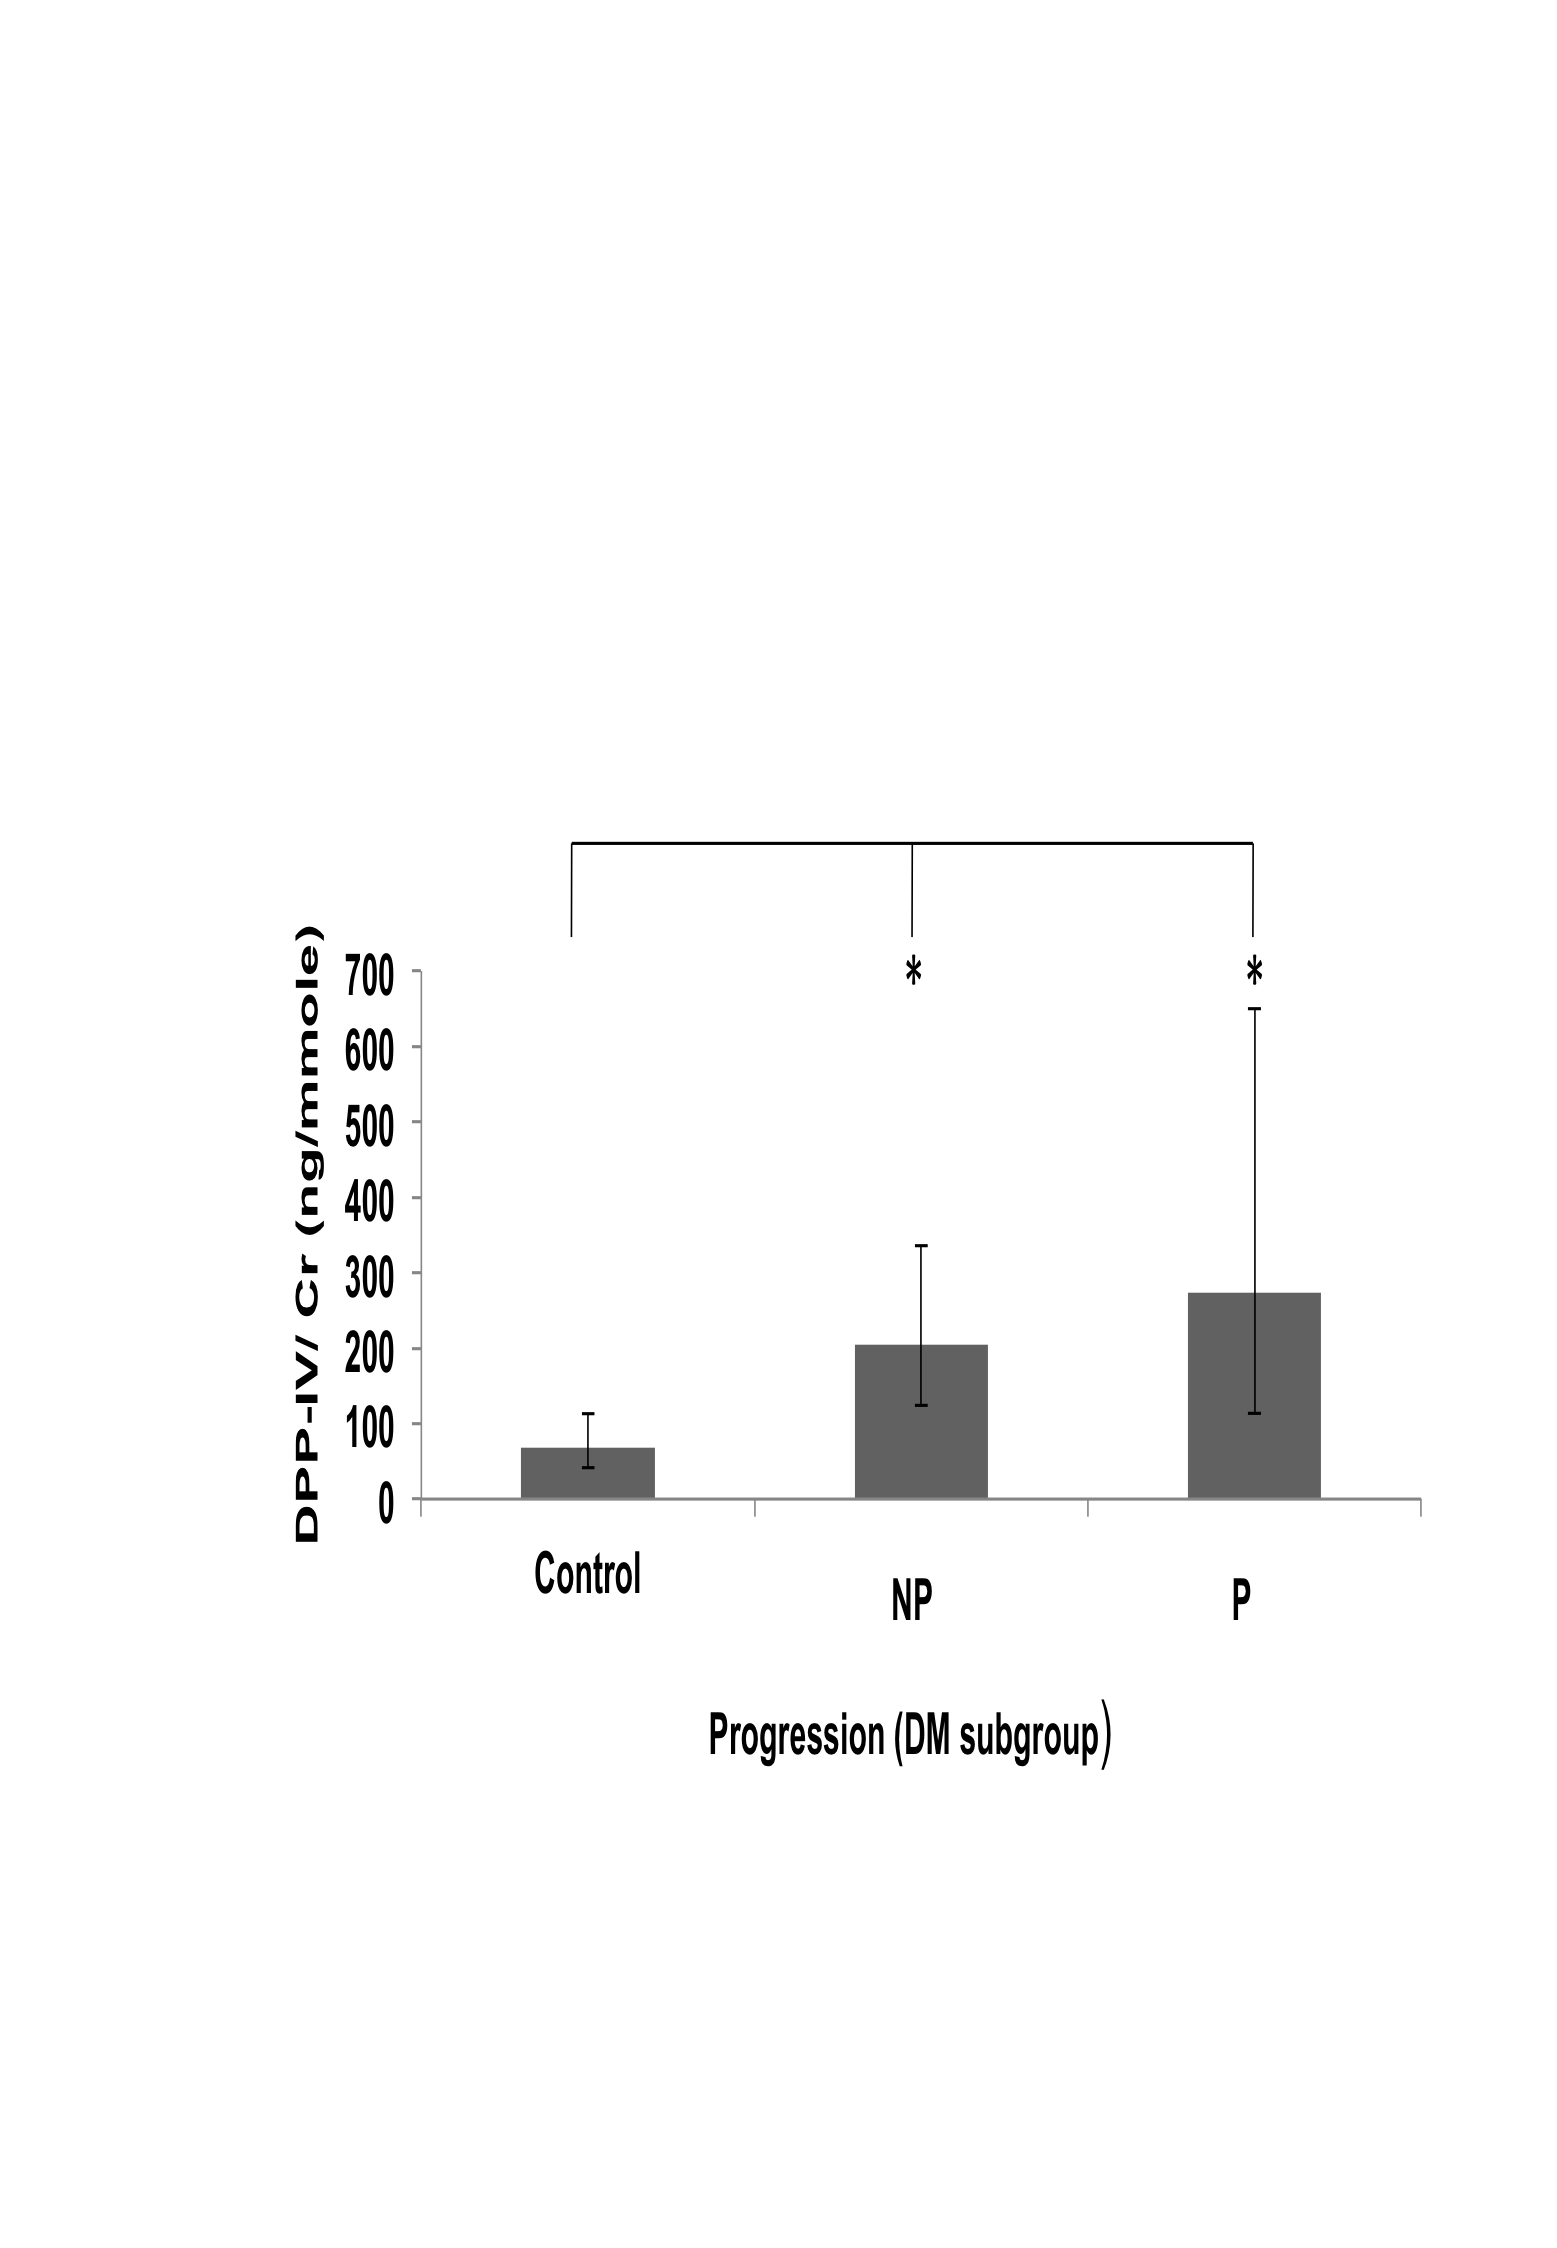 * *
DPP-IV/ Cr (ng/mmole)
700
600
500
400
300
200
100
0
Control
NP
P
Progression (DM subgroup)